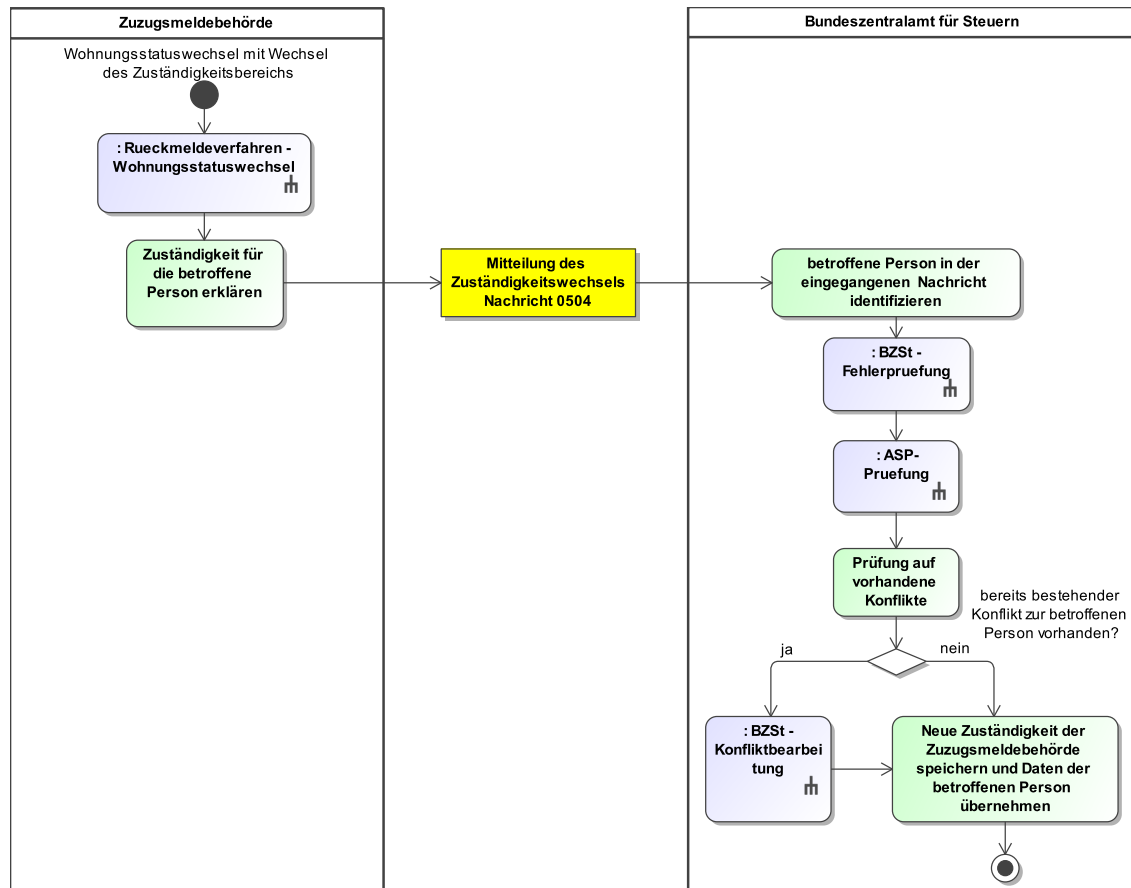 Zuzugsmeldebehörde
Bundeszentralamt für Steuern
Wohnungsstatuswechsel mit Wechsel
des Zuständigkeitsbereichs
: Rueckmeldeverfahren -
Wohnungsstatuswechsel
Zuständigkeit für
die betroffene
Person erklären
Mitteilung des
Zuständigkeitswechsels
Nachricht 0504
betroffene Person in der
eingegangenen Nachricht
identifizieren
: BZSt -
Fehlerpruefung
: ASP-
Pruefung
Prüfung auf
vorhandene
Konflikte
bereits bestehender
Konflikt zur betroffenen
Person vorhanden?
ja
nein
: BZSt -
Konfliktbearbei
tung
Neue Zuständigkeit der
Zuzugsmeldebehörde
speichern und Daten der
betroffenen Person
übernehmen